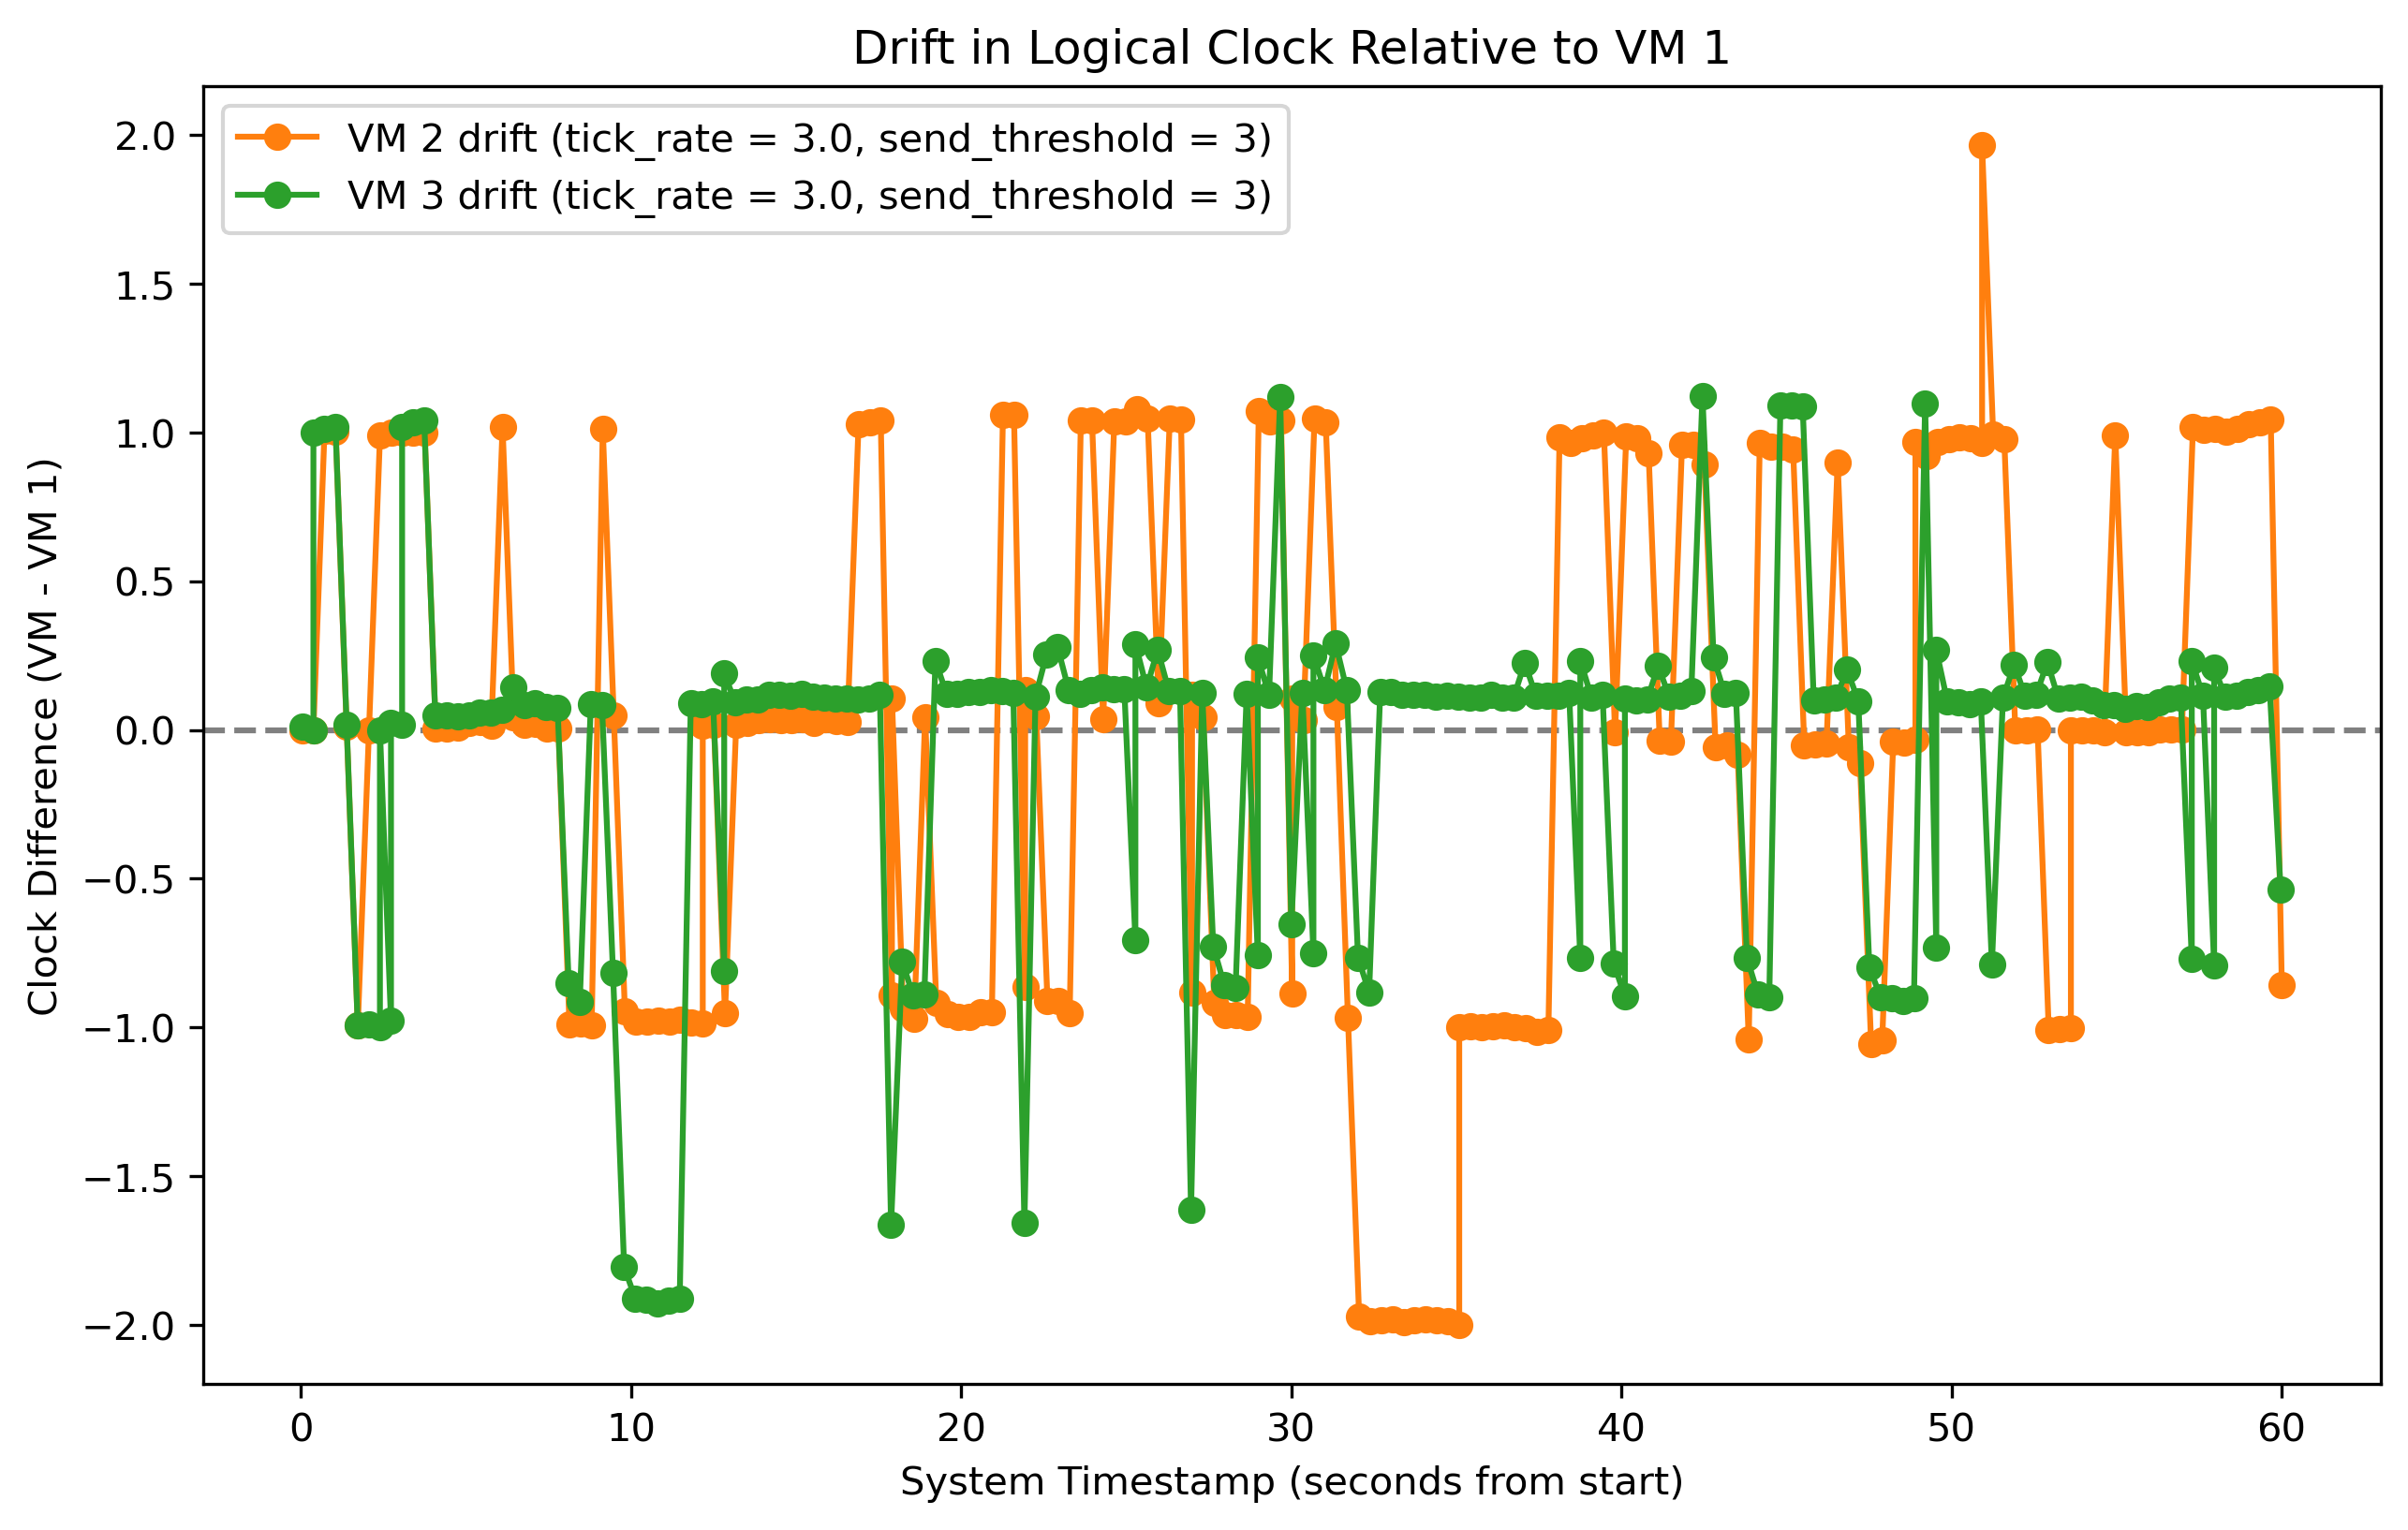 Drift in Logical Clock Relative to VM 1
VM 2 drift (tick_rate = 3.0, send_threshold = 3)
VM 3 drift (tick_rate = 3.0, send_threshold = 3)
Clock Difference (VM - VM 1)
2.0
1.5
1.0
0.5
0.0
−0.5
−1.0
−1.5
−2.0
0 10 20 30 40 50 60
System Timestamp (seconds from start)